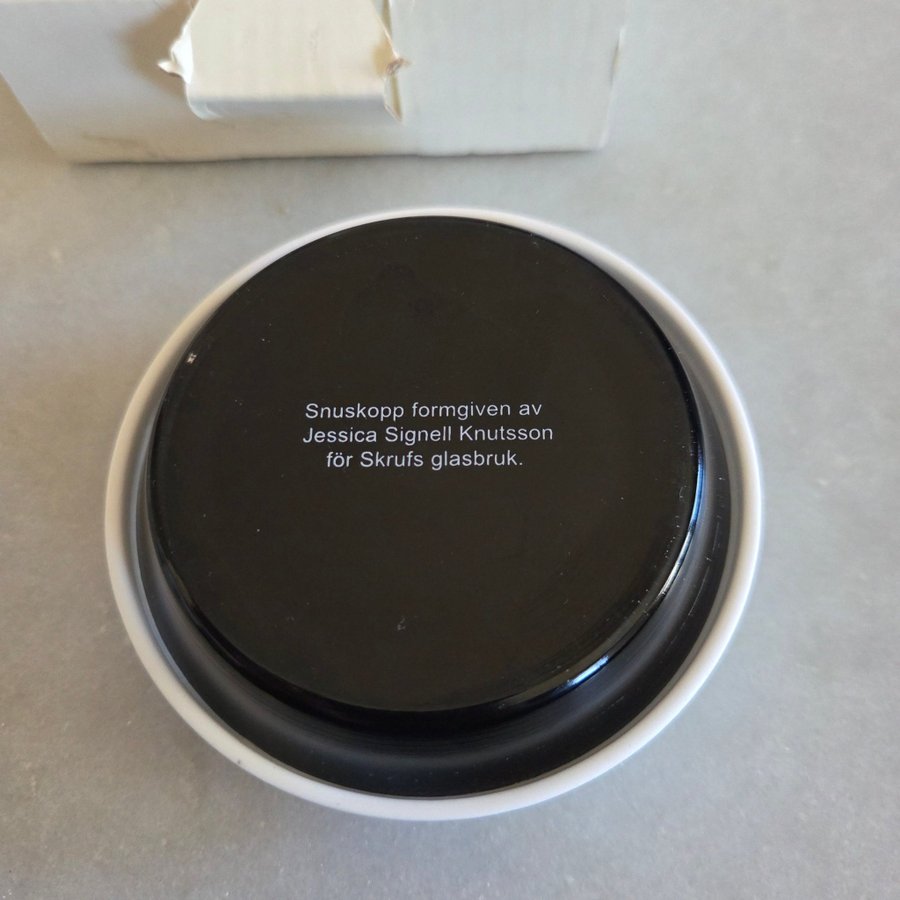 Snuskopp formgiven av
Jessica Signell Knutsson
för Skrufs glasbruk.